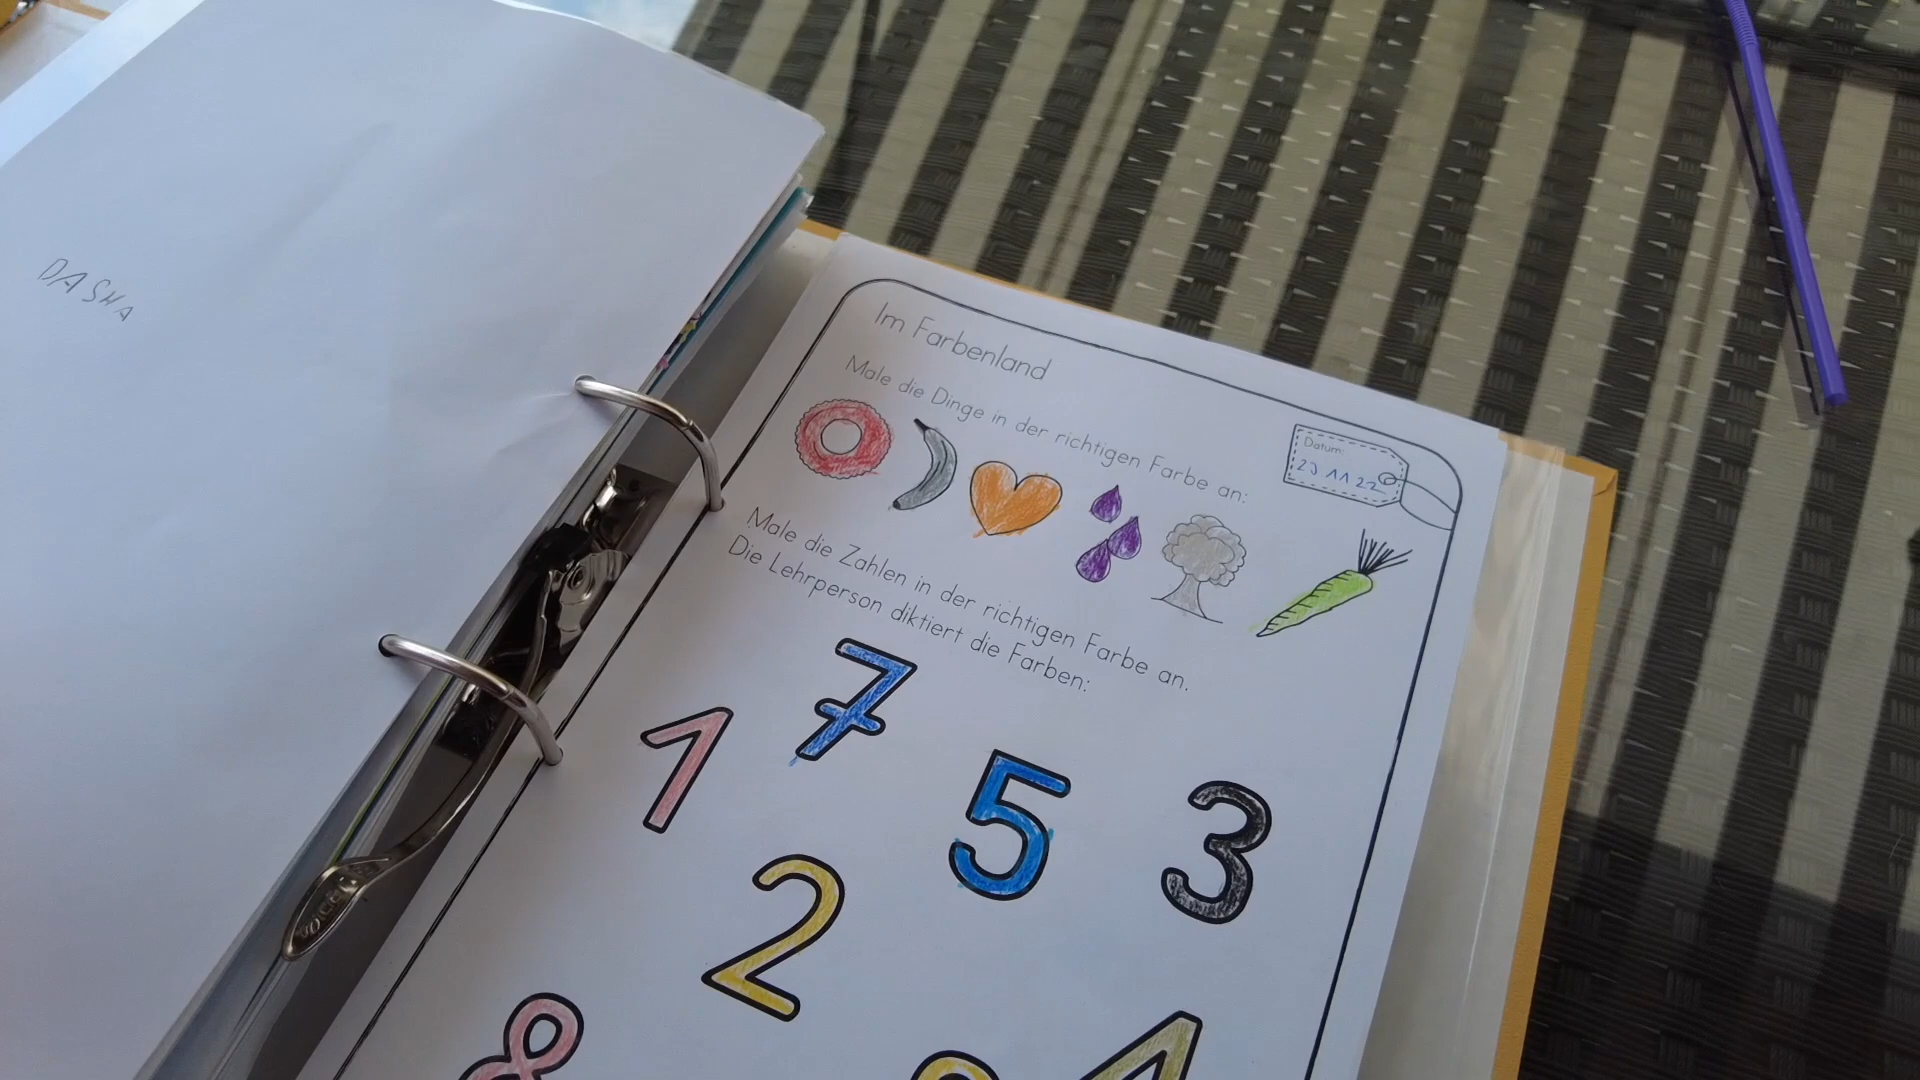 DASHA
Im Farbenland
Male die Dinge in der richtigen Farbe an:
Datum:
23 11 22
Male die Zahlen in der richtigen Farbe an.
Die Lehrperson diktiert die Farben:
7
1
5
3
2
8